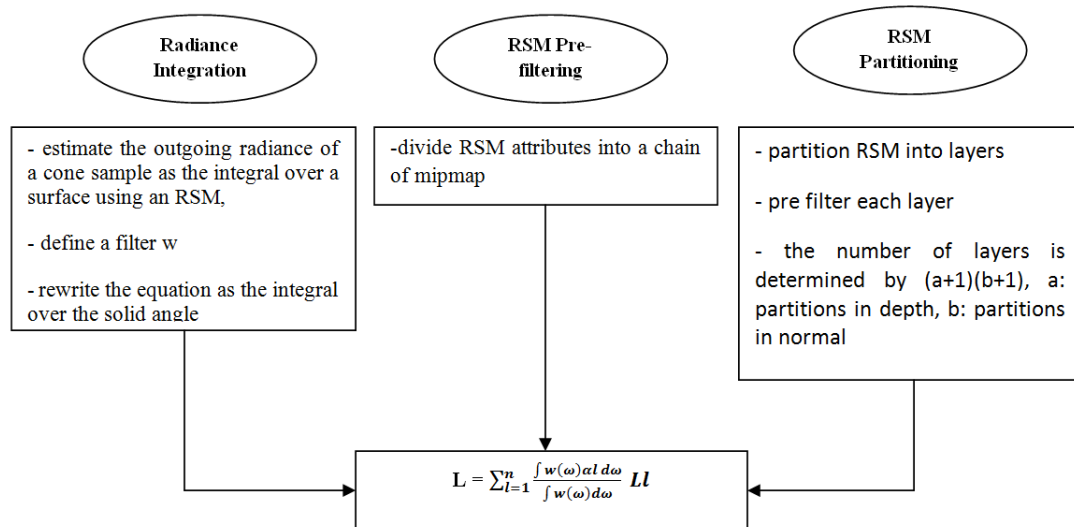 Radiance
Integration
RSM Pre-
filtering
RSM
Partitioning
- estimate the outgoing radiance of
a cone sample as the integral over a
surface using an RSM,
- define a filter w
- rewrite the equation as the integral
over the solid angle
-divide RSM attributes into a chain
of mipmap
- partition RSM into layers
- pre filter each layer
- the number of layers is
determined by (a+1)(b+1), a:
partitions in depth, b: partitions
in normal
L = ∑ₗ₌₁ⁿ ∫ w(ω)αl dω / ∫ w(ω)dω Ll